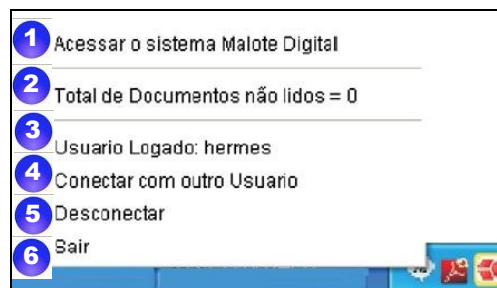 1 Acessar o sistema Malote Digital
2 Total de Documentos não lidos = 0
3 Usuario Logado: hermes
4 Conectar com outro Usuario
5 Desconectar
6 Sair